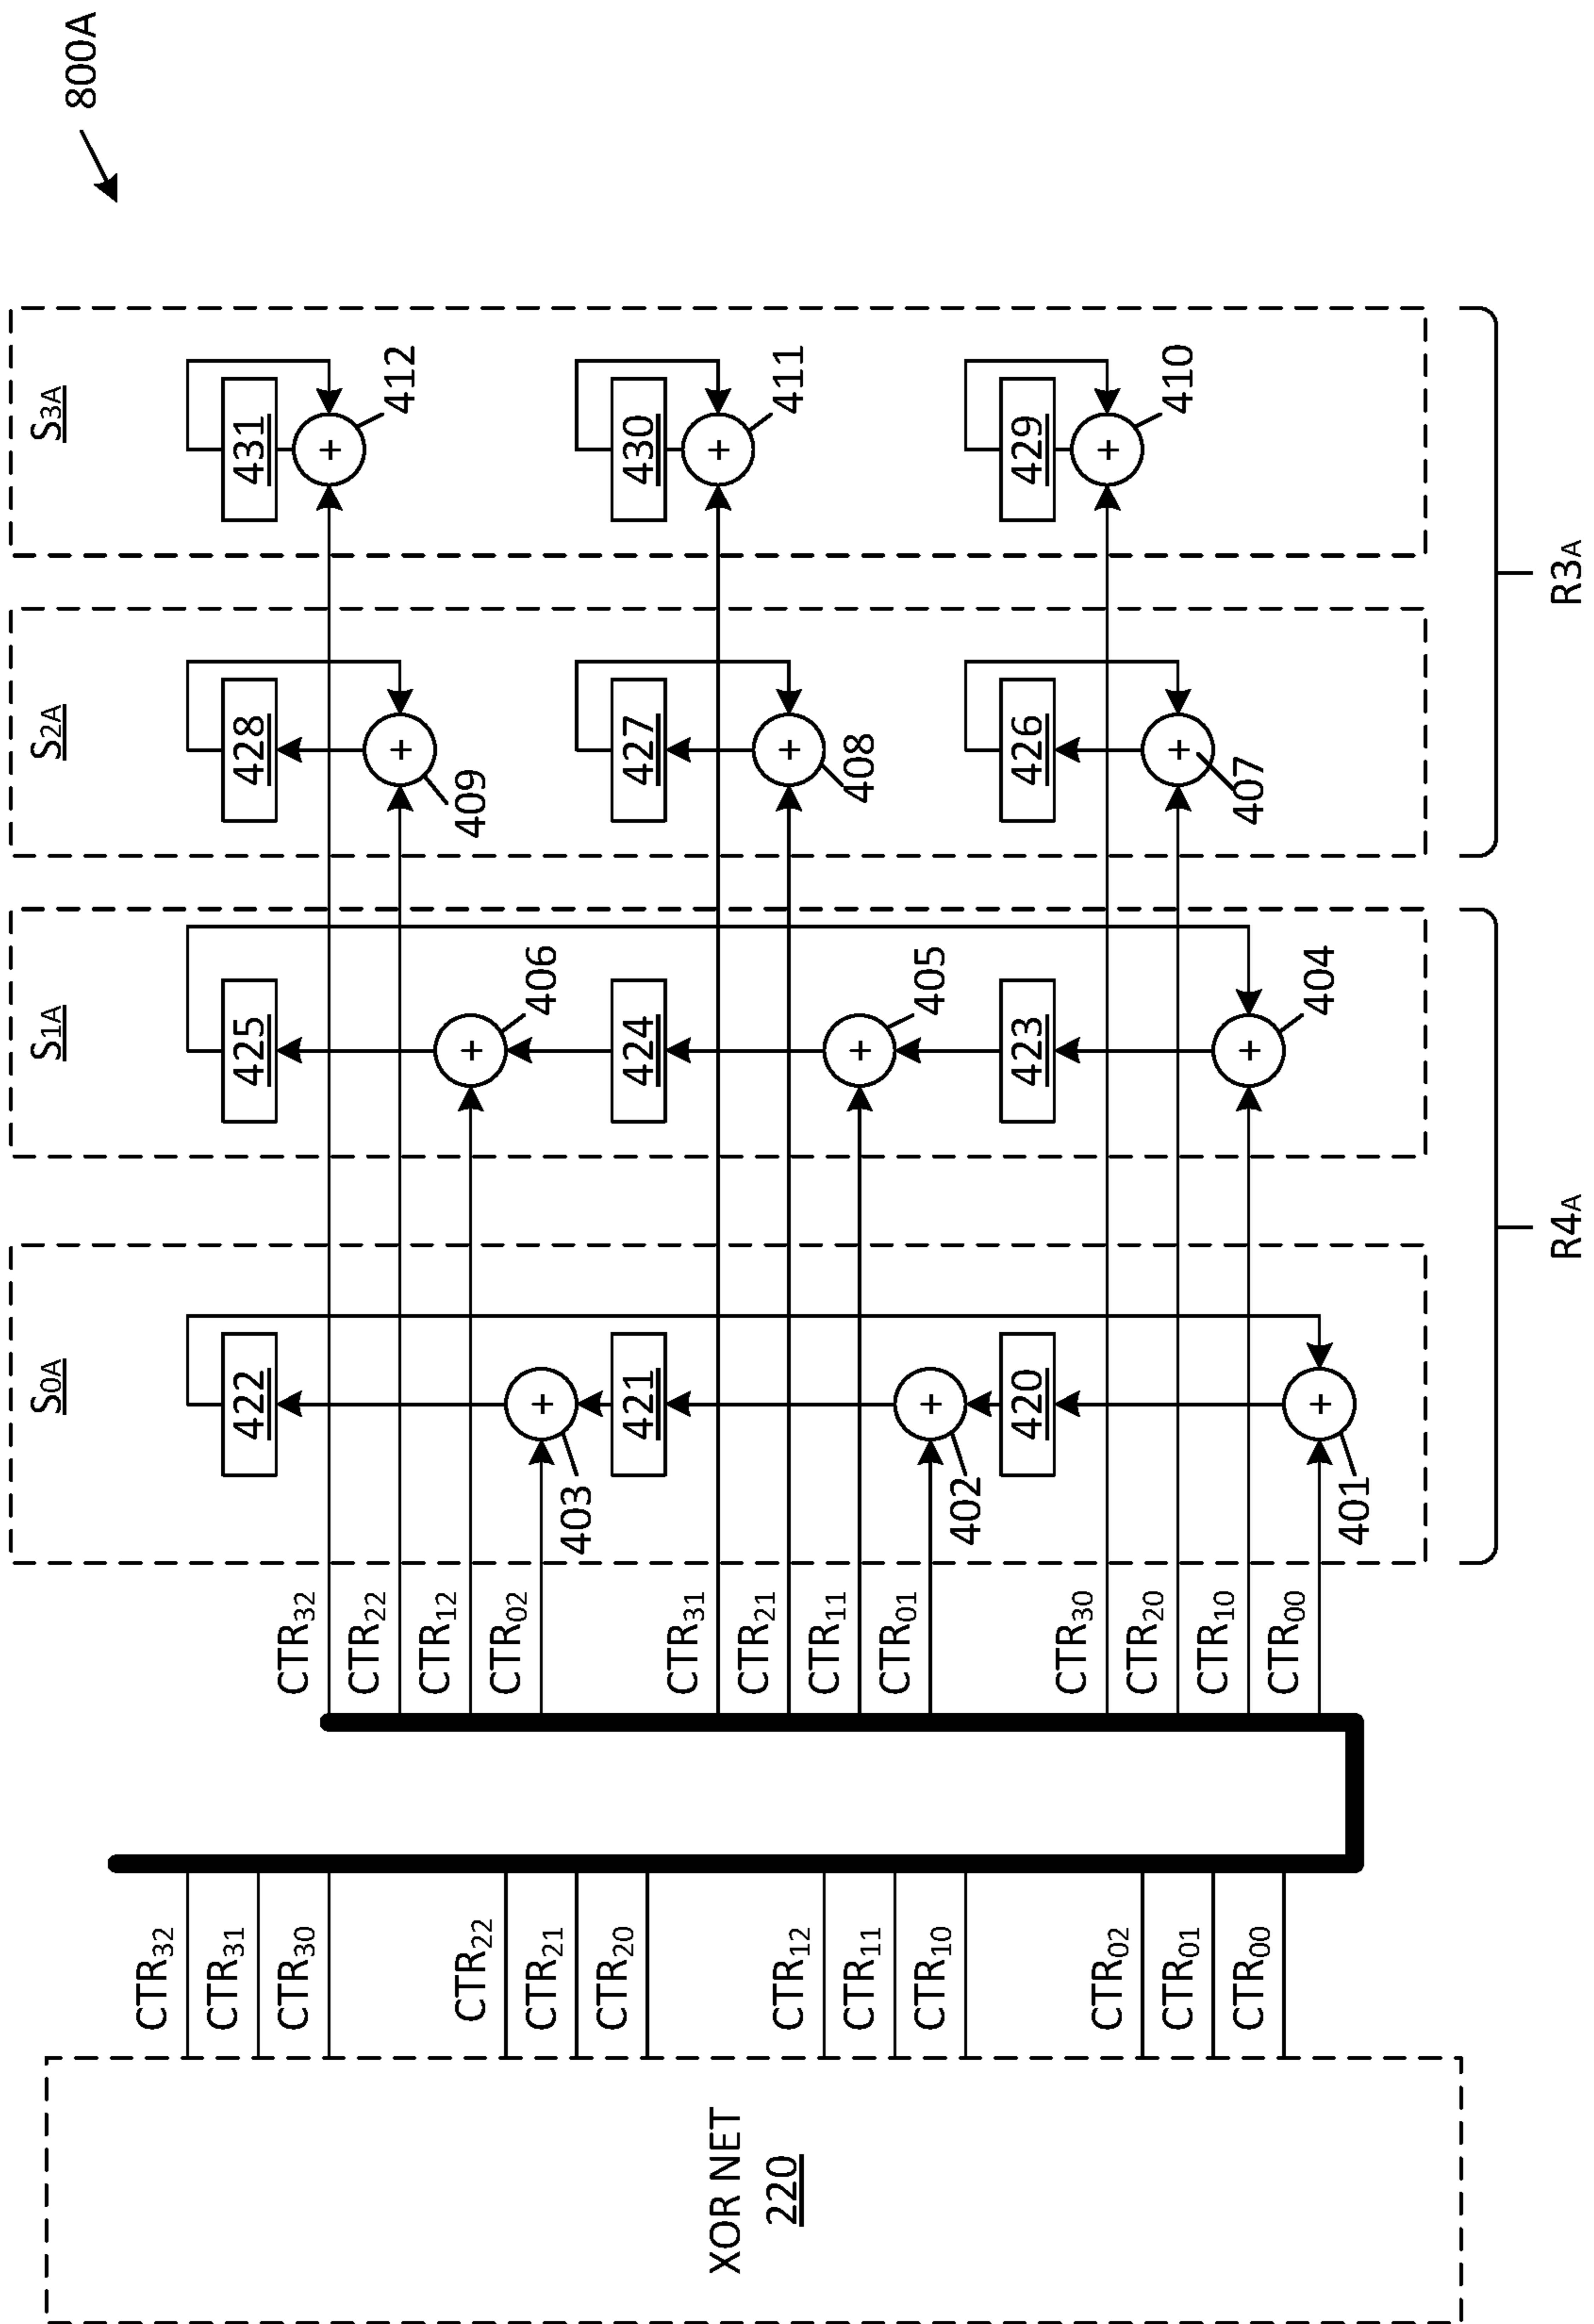 800A
S3A
431
412
430
411
429
410
S2A
428
409
427
408
426
407
R3A
S1A
425
406
424
405
423
404
S0A
422
403
421
402
420
401
R4A
CTR32
CTR22
CTR12
CTR02
CTR31
CTR21
CTR11
CTR01
CTR30
CTR20
CTR10
CTR00
CTR32
CTR31
CTR30
CTR22
CTR21
CTR20
CTR12
CTR11
CTR10
CTR02
CTR01
CTR00
XOR NET
220